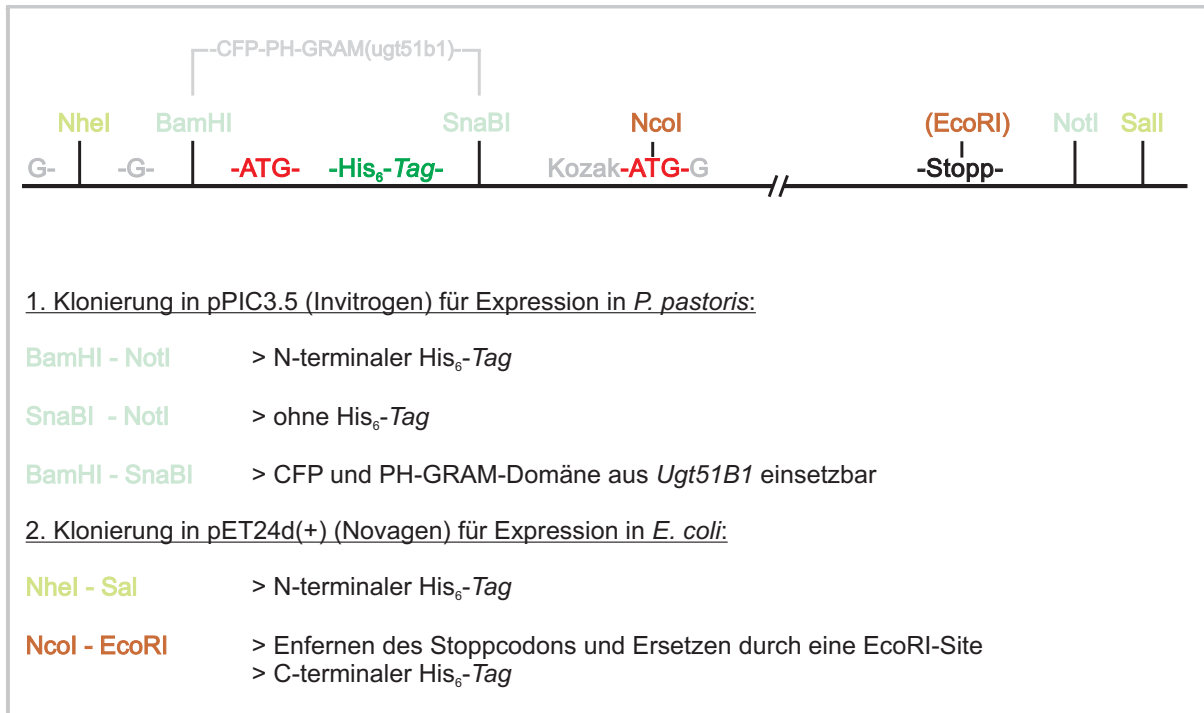 -CFP-PH-GRAM(ugt51b1)-
NheI BamHI SnaBI NcoI (EcoRI) NotI SalI
G- -G- -ATG- -His₆-Tag- Kozak-ATG-G -Stopp-
1. Klonierung in pPIC3.5 (Invitrogen) für Expression in P. pastoris:
BamHI - NotI > N-terminaler His₆-Tag
SnaBI - NotI > ohne His₆-Tag
BamHI - SnaBI > CFP und PH-GRAM-Domäne aus Ugt51B1 einsetzbar
2. Klonierung in pET24d(+) (Novagen) für Expression in E. coli:
NheI - Sal > N-terminaler His₆-Tag
NcoI - EcoRI > Enfernen des Stoppcodons und Ersetzen durch eine EcoRI-Site
> C-terminaler His₆-Tag